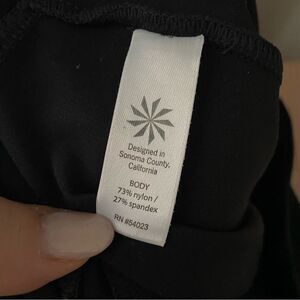 Designed in
Sonoma County,
California
BODY
73% nylon /
27% spandex
RN #54023